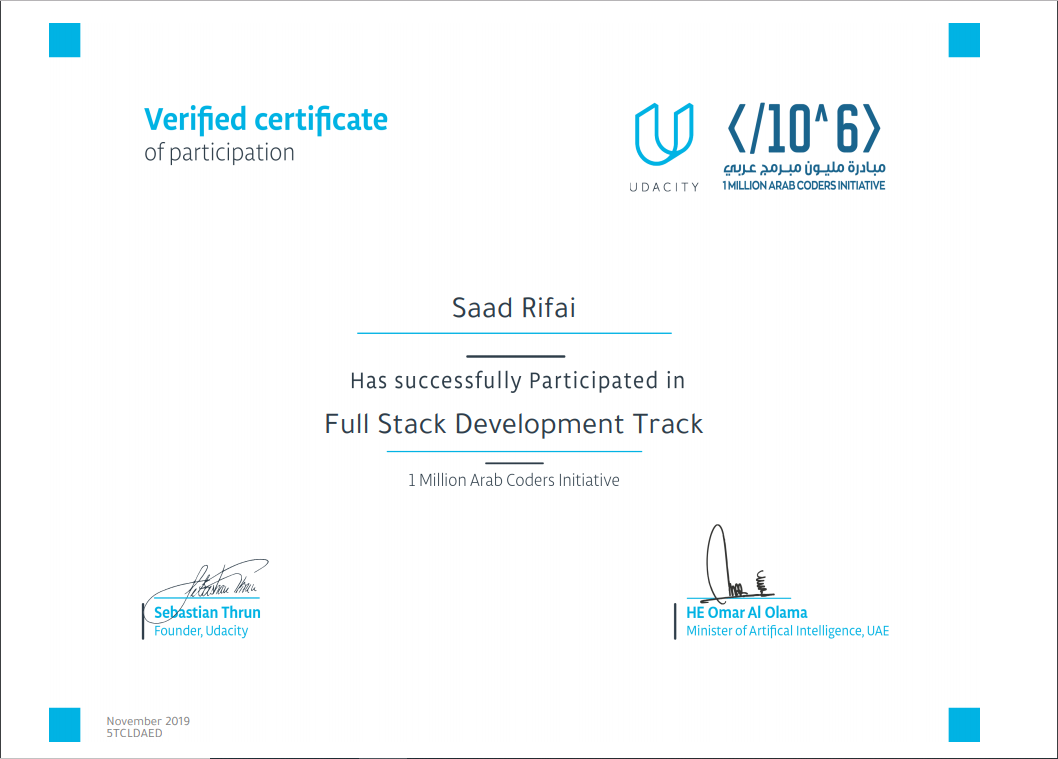 Verified certificate
of participation
UDACITY
</10^6>
مبادرة مليون مبرمج عربي
1 MILLION ARAB CODERS INITIATIVE
Saad Rifai
Has successfully Participated in
Full Stack Development Track
1 Million Arab Coders Initiative
Sebastian Thrun
Sebastian Thrun
Founder, Udacity
HE Omar Al Olama
Minister of Artifical Intelligence, UAE
November 2019
5TCLDAED